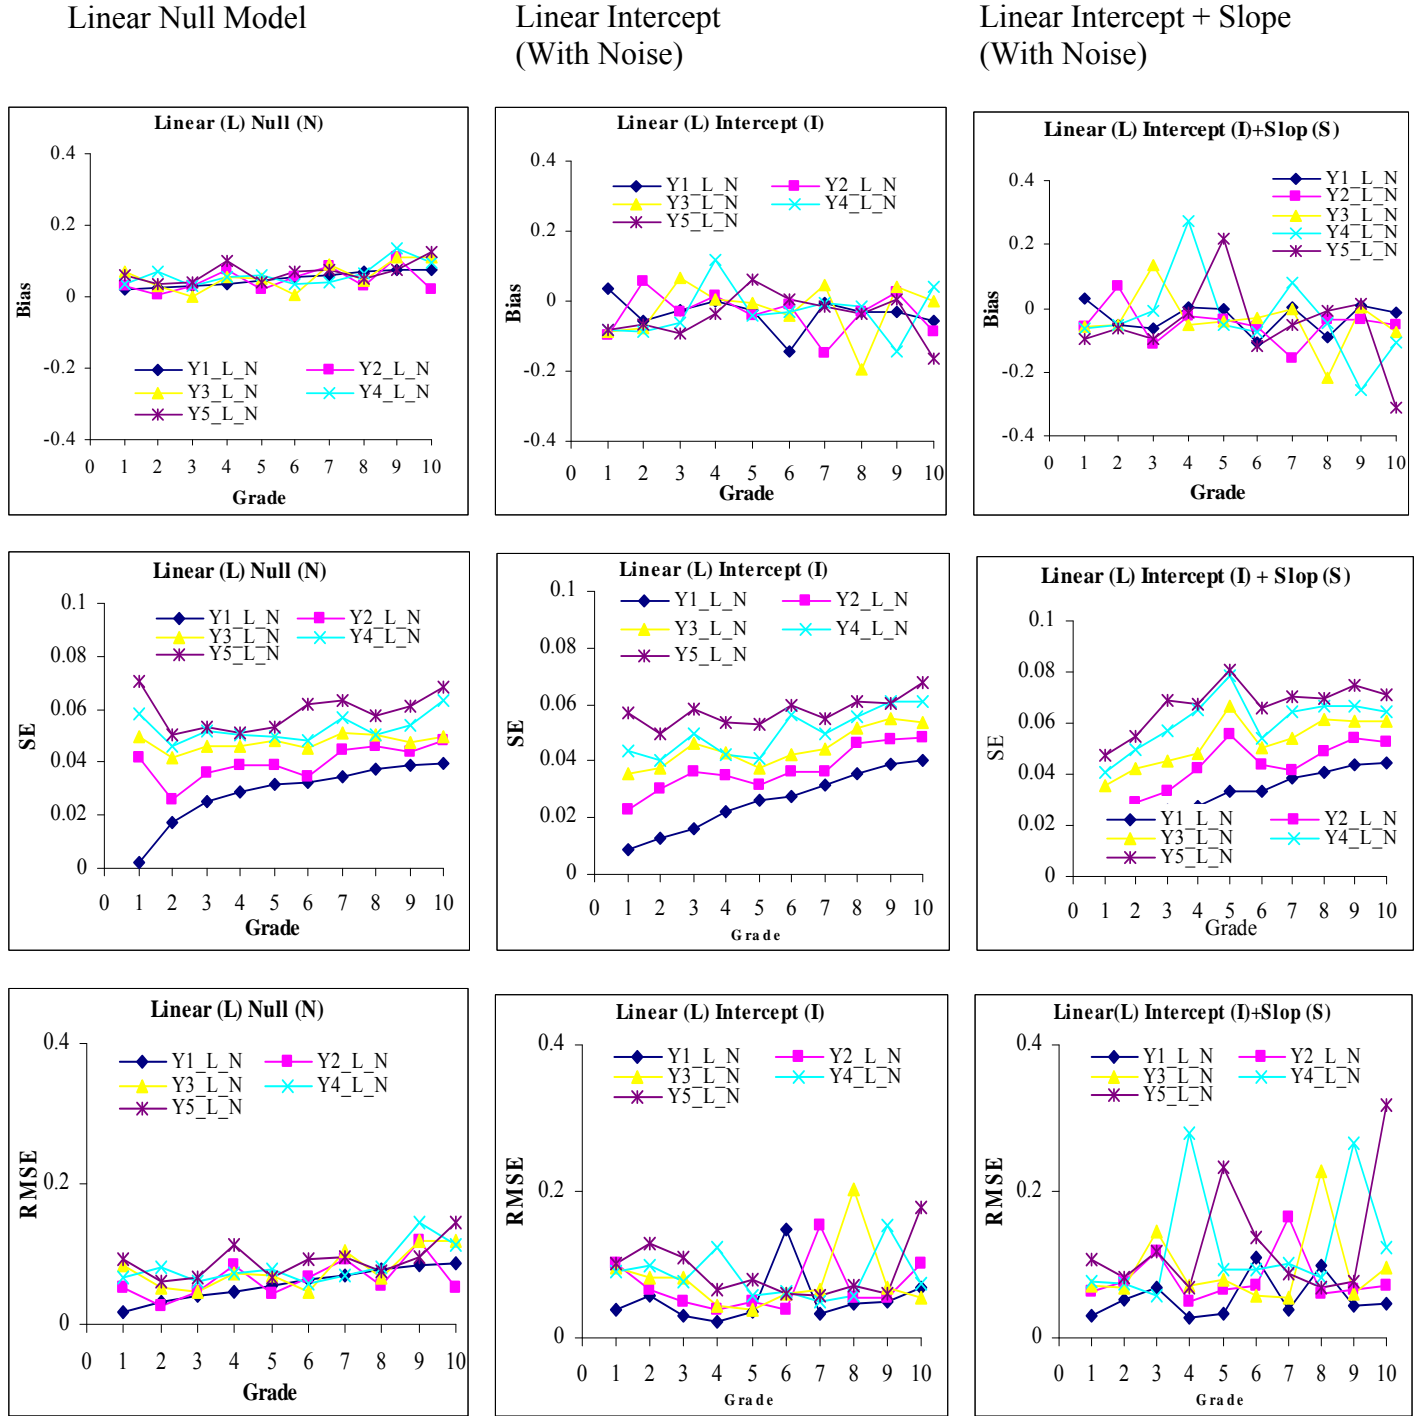 Linear Null Model
Linear Intercept
(With Noise)
Linear Intercept + Slope
(With Noise)
Linear (L) Null (N)
0.4
0.2
0
-0.2
-0.4
Bias
Y1_L_N
Y2_L_N
Y3_L_N
Y4_L_N
Y5_L_N
0 1 2 3 4 5 6 7 8 9 10
Grade
Linear (L) Intercept (I)
0.4
0.2
0
-0.2
-0.4
Bias
Y1_L_N
Y2_L_N
Y3_L_N
Y4_L_N
Y5_L_N
0 1 2 3 4 5 6 7 8 9 10
Grade
Linear (L) Intercept (I)+Slop (S)
0.4
0.2
0
-0.2
-0.4
Bias
Y1_L_N
Y2_L_N
Y3_L_N
Y4_L_N
Y5_L_N
0 1 2 3 4 5 6 7 8 9 10
Grade
Linear (L) Null (N)
0.1
0.08
0.06
0.04
0.02
0
SE
Y1_L_N
Y2_L_N
Y3_L_N
Y4_L_N
Y5_L_N
0 1 2 3 4 5 6 7 8 9 10
Grade
Linear (L) Intercept (I)
0.1
0.08
0.06
0.04
0.02
0
SE
Y1_L_N
Y2_L_N
Y3_L_N
Y4_L_N
Y5_L_N
0 1 2 3 4 5 6 7 8 9 10
Grade
Linear (L) Intercept (I) + Slop (S)
0.1
0.08
0.06
0.04
0.02
0
SE
Y1_L_N
Y2_L_N
Y3_L_N
Y4_L_N
Y5_L_N
0 1 2 3 4 5 6 7 8 9 10
Grade
Linear (L) Null (N)
0.4
0.2
0
RMSE
Y1_L_N
Y2_L_N
Y3_L_N
Y4_L_N
Y5_L_N
0 1 2 3 4 5 6 7 8 9 10
Grade
Linear (L) Intercept (I)
0.4
0.2
0
RMSE
Y1_L_N
Y2_L_N
Y3_L_N
Y4_L_N
Y5_L_N
0 1 2 3 4 5 6 7 8 9 10
Grade
Linear(L) Intercept (I)+Slop (S)
0.4
0.2
0
RMSE
Y1_L_N
Y2_L_N
Y3_L_N
Y4_L_N
Y5_L_N
0 1 2 3 4 5 6 7 8 9 10
Grade